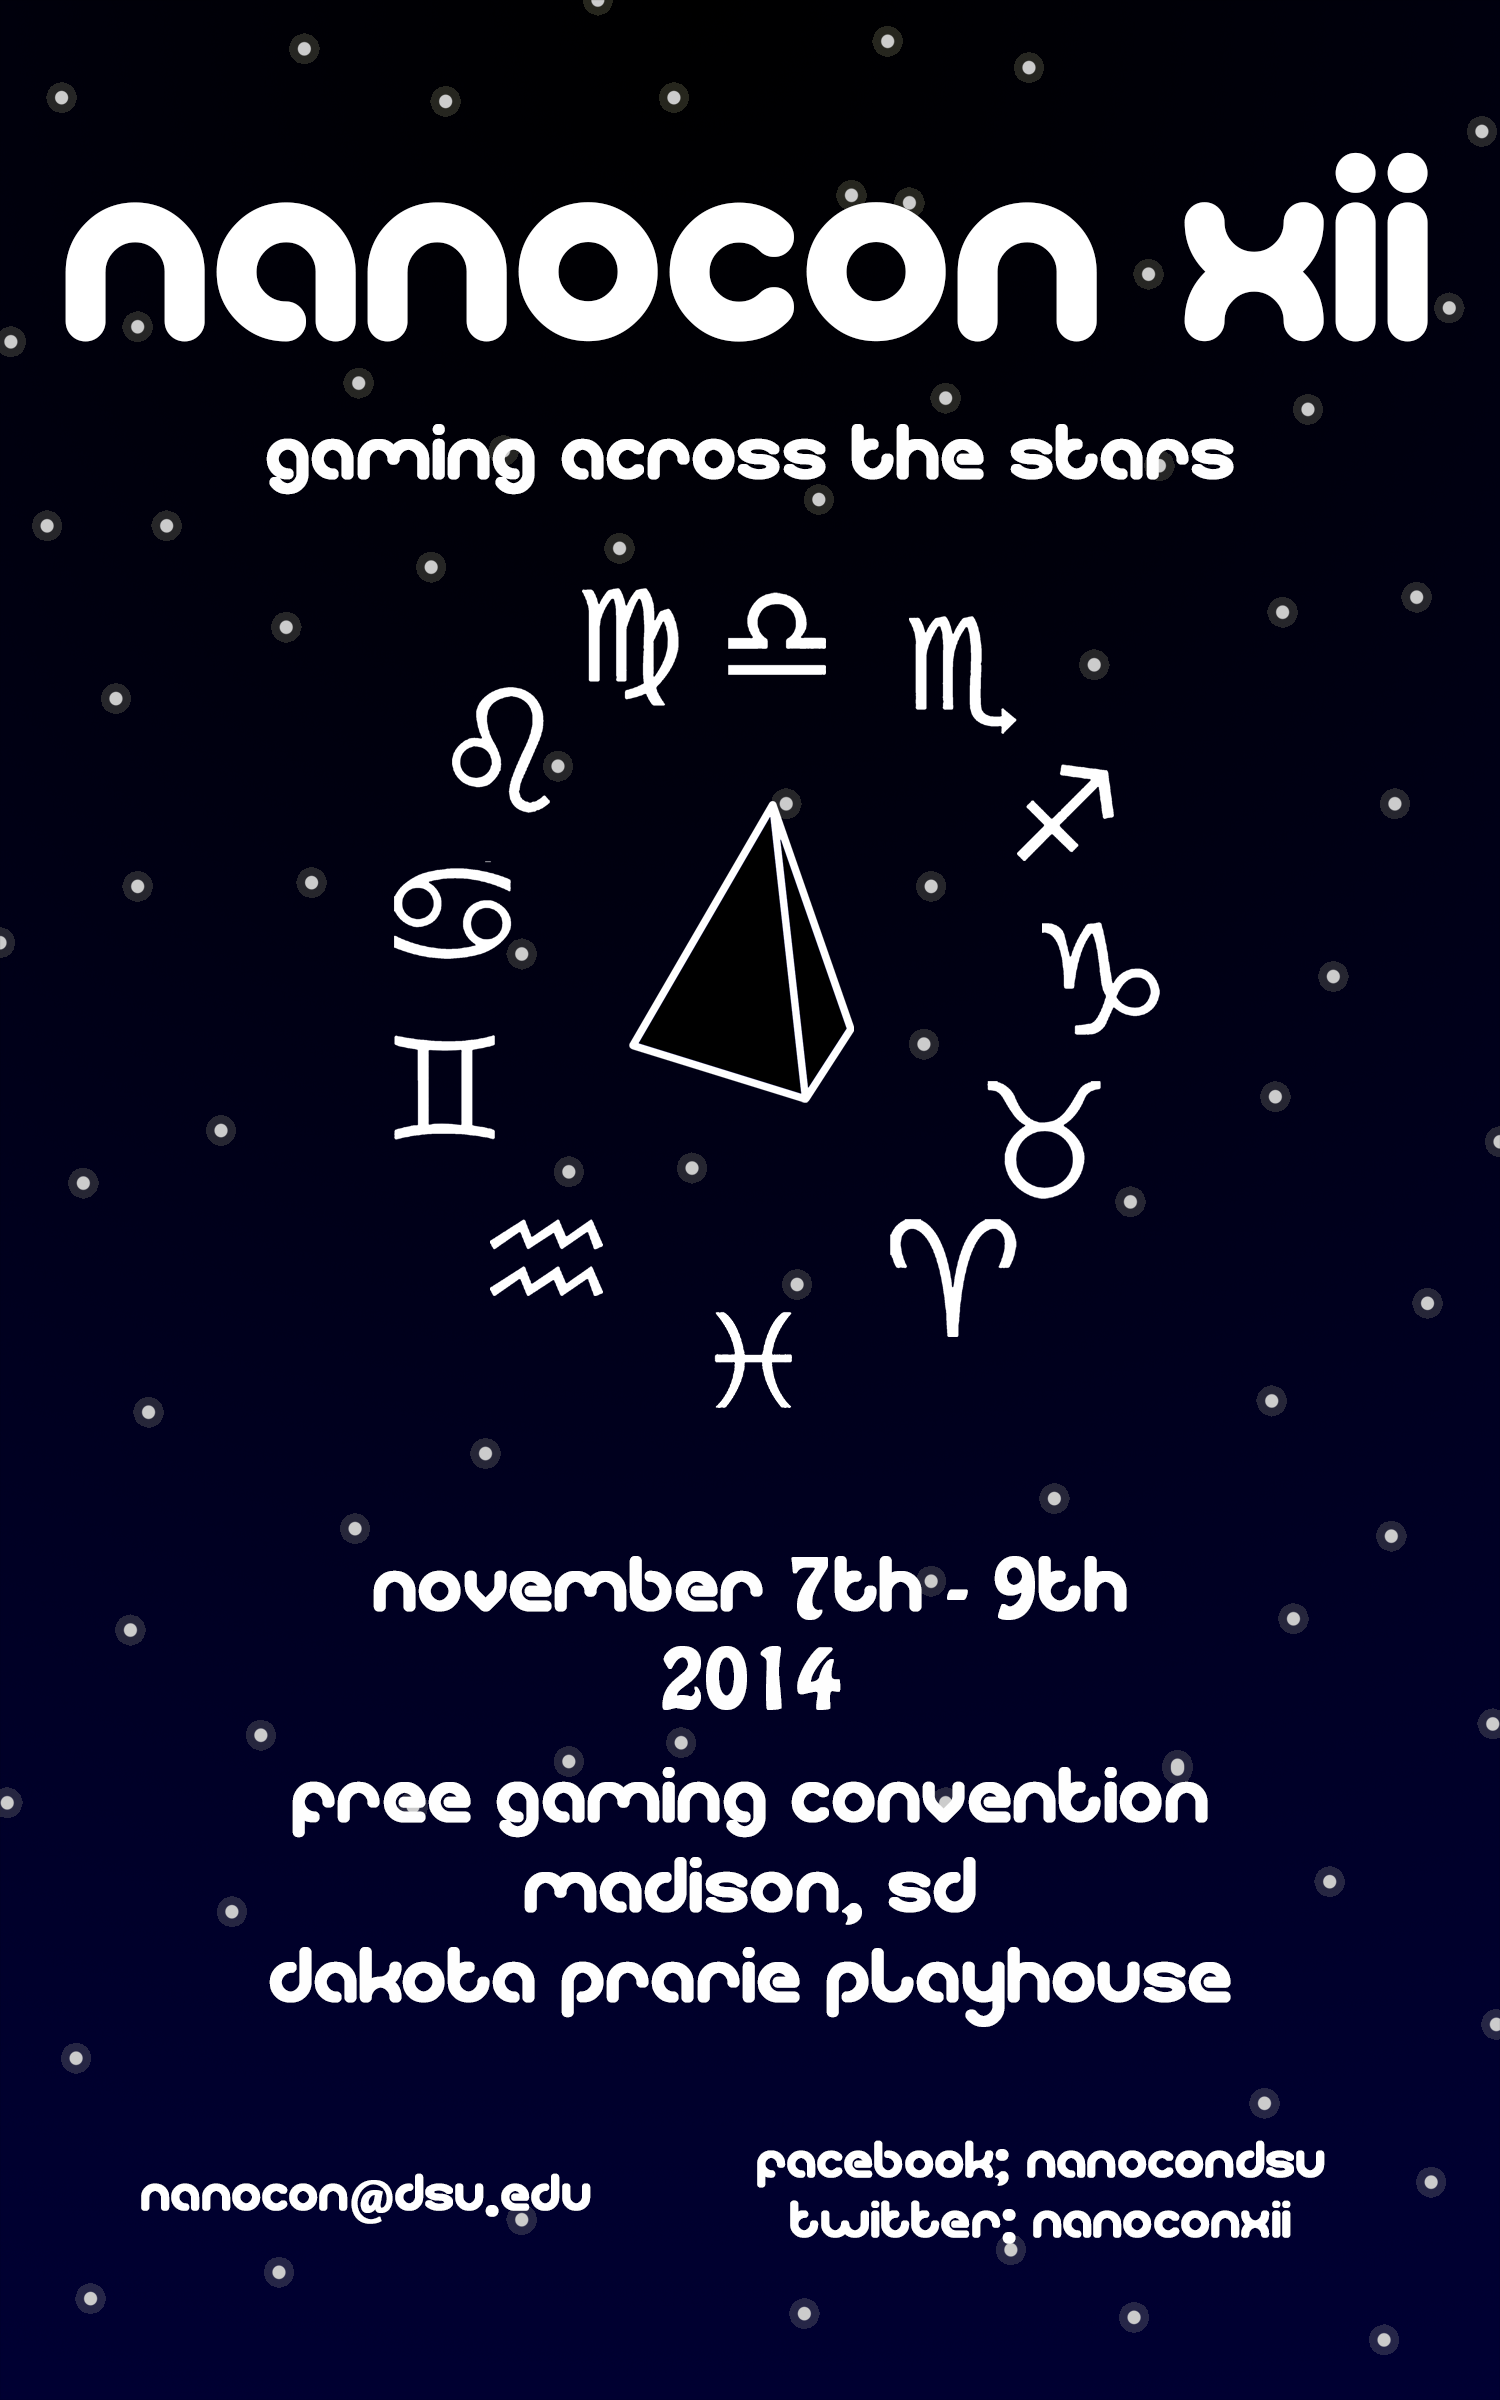 nanocon xii
gaming across the stars
♍ ♎ ♏
♌ ♐
♋ ♑
♊ ♉
♒ ♈
♓
november 7th - 9th
2014
free gaming convention
madison, sd
dakota prarie playhouse
nanocon@dsu.edu
facebook; nanocondsu
twitter; nanoconxii